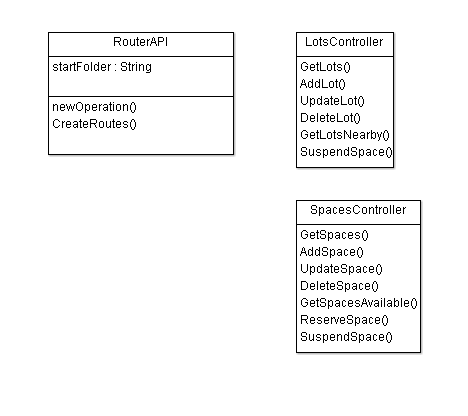 RouterAPI
startFolder : String
newOperation()
CreateRoutes()
LotsController
GetLots()
AddLot()
UpdateLot()
DeleteLot()
GetLotsNearby()
SuspendSpace()
SpacesController
GetSpaces()
AddSpace()
UpdateSpace()
DeleteSpace()
GetSpacesAvailable()
ReserveSpace()
SuspendSpace()